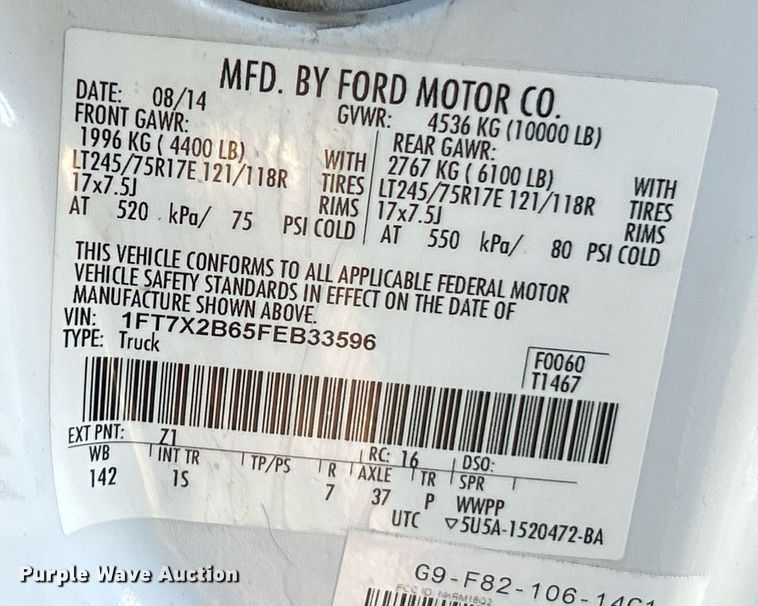 MFD. BY FORD MOTOR CO.
DATE: 08/14 GVWR: 4536 KG (10000 LB)
FRONT GAWR: REAR GAWR:
1996 KG ( 4400 LB) WITH 2767 KG ( 6100 LB) WITH
LT245/75R17E 121/118R TIRES LT245/75R17E 121/118R TIRES
17x7.5J RIMS 17x7.5J RIMS
AT 520 kPa/ 75 PSI COLD AT 550 kPa/ 80 PSI COLD
THIS VEHICLE CONFORMS TO ALL APPLICABLE FEDERAL MOTOR
VEHICLE SAFETY STANDARDS IN EFFECT ON THE DATE OF
MANUFACTURE SHOWN ABOVE.
VIN: 1FT7X2B65FEB33596
TYPE: Truck
F0060
T1467
EXT PNT: Z1 RC: 16 DSO:
WB INT TR TP/PS R AXLE TR SPR
142 1S 7 37 P WWPP
UTC ▽5U5A-1520472-BA
G9-F82-106-14C1
Purple Wave Auction